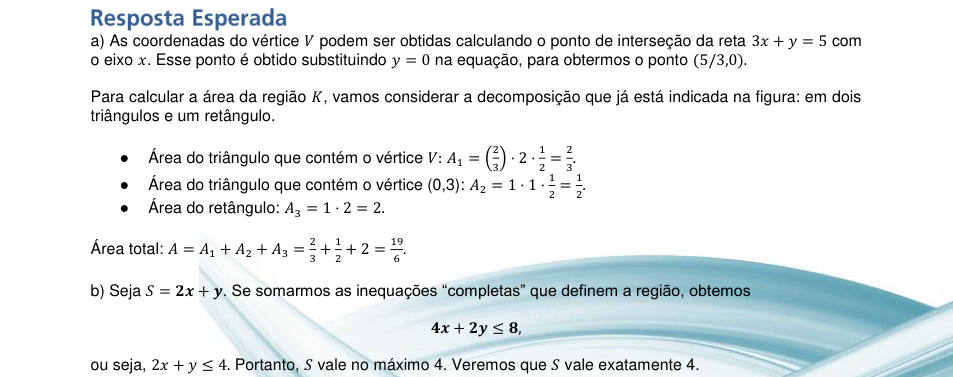 Resposta Esperada
a) As coordenadas do vértice V podem ser obtidas calculando o ponto de interseção da reta 3x + y = 5 com
o eixo x. Esse ponto é obtido substituindo y = 0 na equação, para obtermos o ponto (5/3,0).
Para calcular a área da região K, vamos considerar a decomposição que já está indicada na figura: em dois
triângulos e um retângulo.
● Área do triângulo que contém o vértice V: A₁ = (2/3) · 2 · 1/2 = 2/3.
● Área do triângulo que contém o vértice (0,3): A₂ = 1 · 1 · 1/2 = 1/2.
● Área do retângulo: A₃ = 1 · 2 = 2.
Área total: A = A₁ + A₂ + A₃ = 2/3 + 1/2 + 2 = 19/6.
b) Seja S = 2x + y. Se somarmos as inequações “completas” que definem a região, obtemos
4x + 2y ≤ 8,
ou seja, 2x + y ≤ 4. Portanto, S vale no máximo 4. Veremos que S vale exatamente 4.